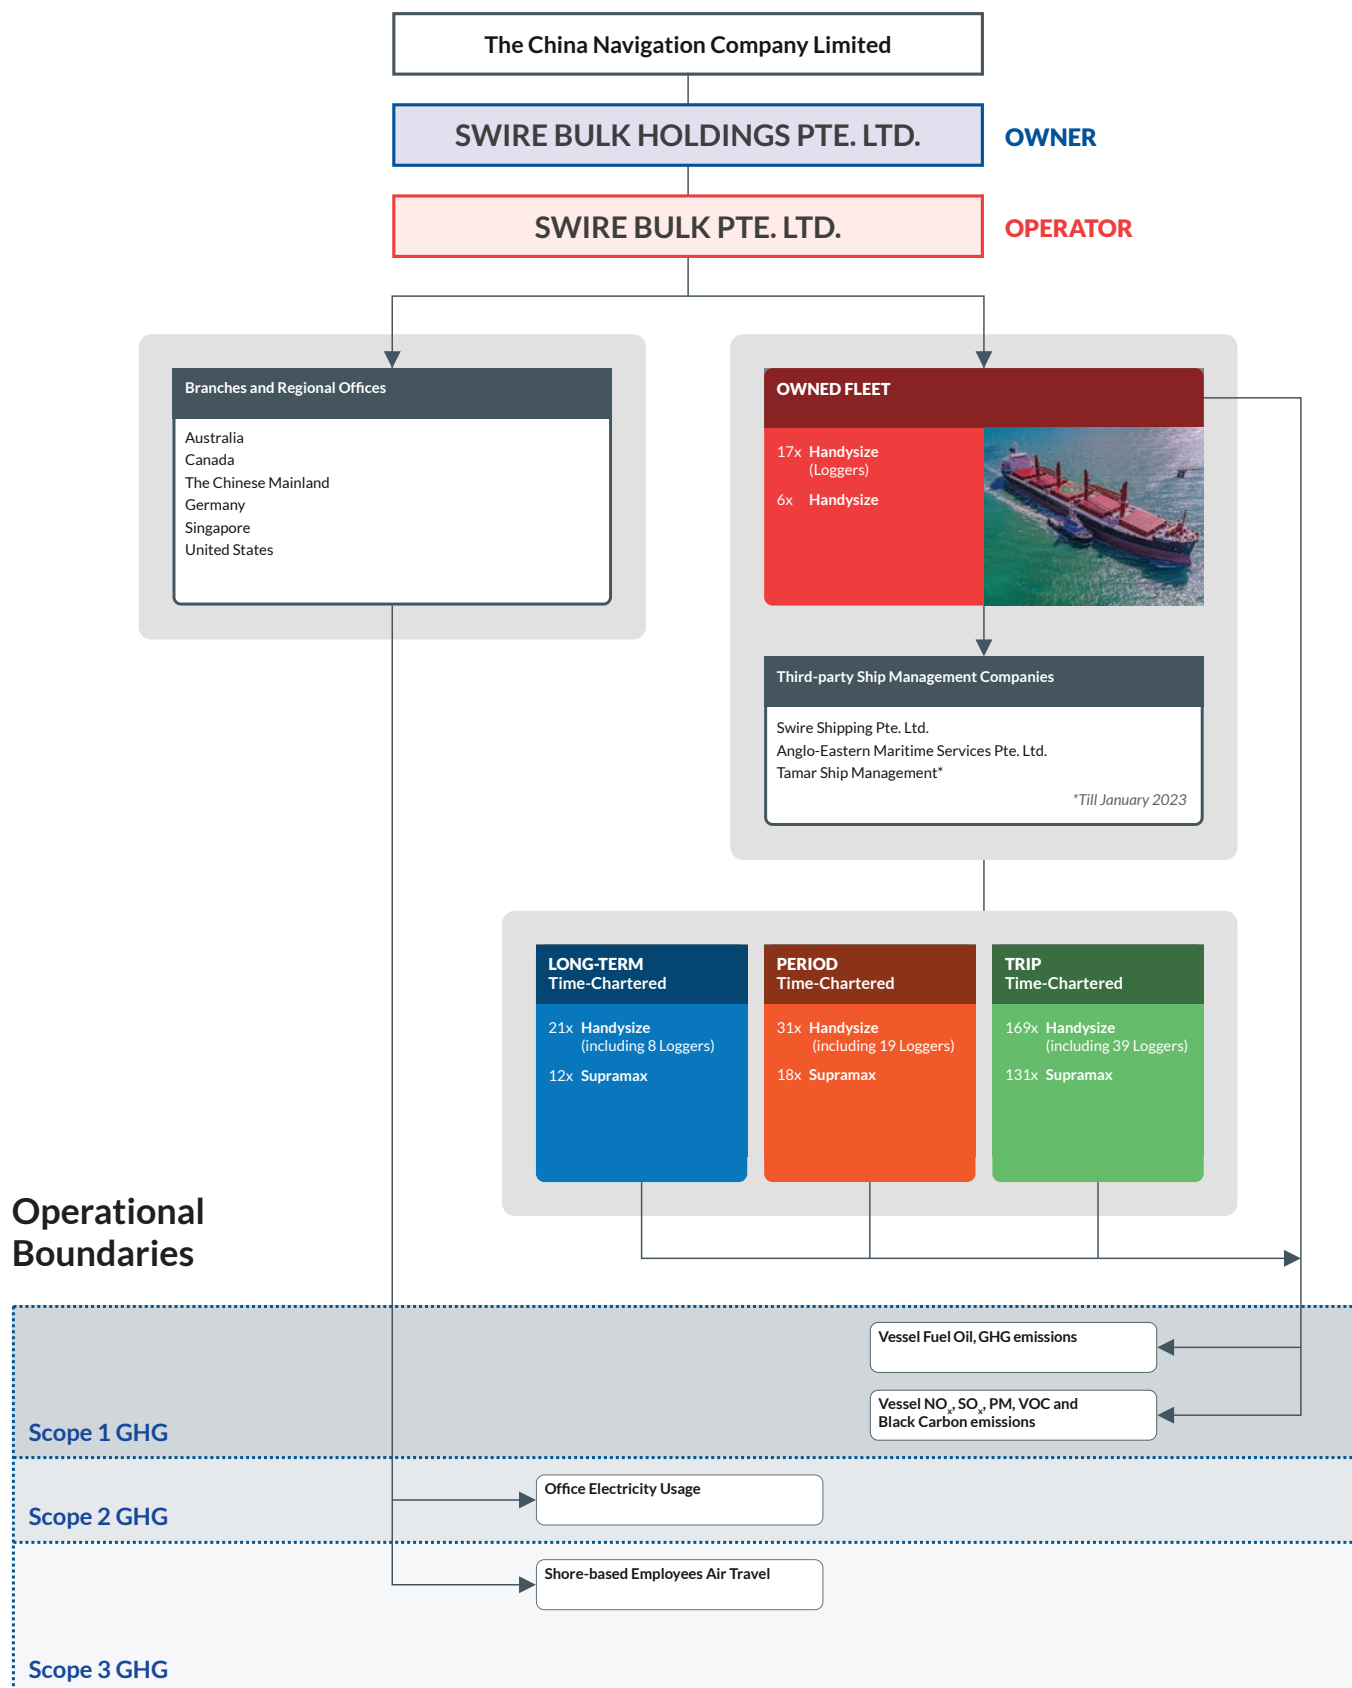 The China Navigation Company Limited
SWIRE BULK HOLDINGS PTE. LTD.
OWNER
SWIRE BULK PTE. LTD.
OPERATOR
Branches and Regional Offices
Australia
Canada
The Chinese Mainland
Germany
Singapore
United States
OWNED FLEET
17x Handysize
(Loggers)
6x Handysize
Third-party Ship Management Companies
Swire Shipping Pte. Ltd.
Anglo-Eastern Maritime Services Pte. Ltd.
Tamar Ship Management*
*Till January 2023
LONG-TERM
Time-Chartered
21x Handysize
(including 8 Loggers)
12x Supramax
PERIOD
Time-Chartered
31x Handysize
(including 19 Loggers)
18x Supramax
TRIP
Time-Chartered
169x Handysize
(including 39 Loggers)
131x Supramax
Operational
Boundaries
Vessel Fuel Oil, GHG emissions
Vessel NOx, SOx, PM, VOC and
Black Carbon emissions
Scope 1 GHG
Office Electricity Usage
Scope 2 GHG
Shore-based Employees Air Travel
Scope 3 GHG